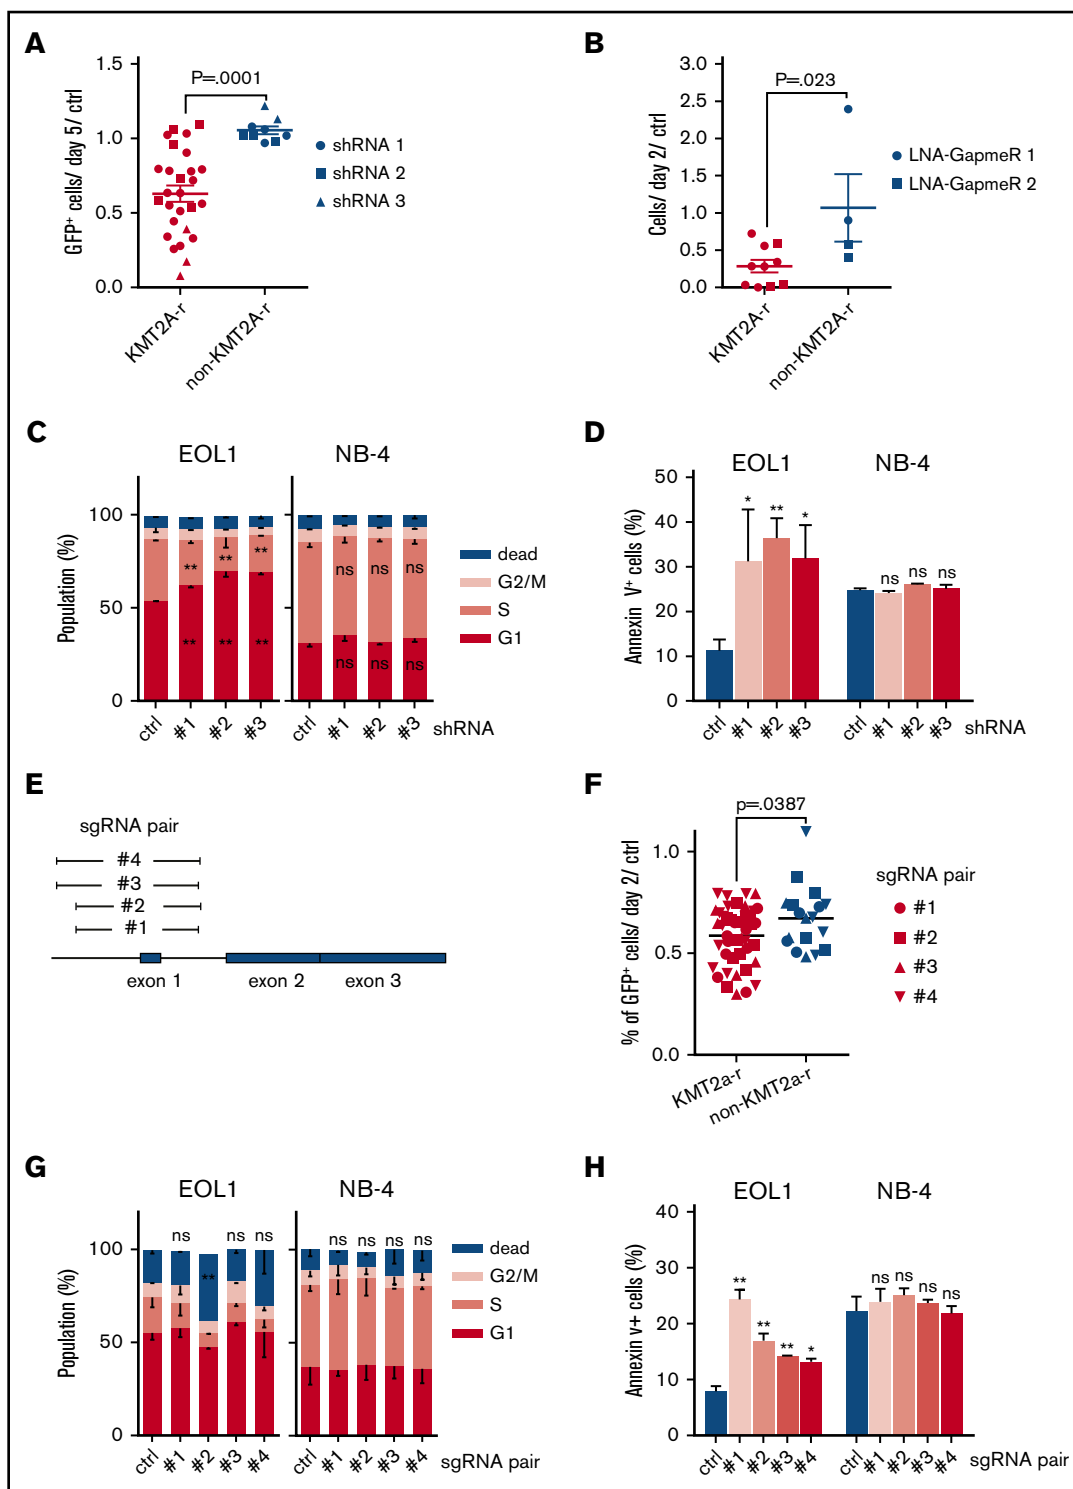 A
GFP+ cells/ day 5/ ctrl
1.5
1.0
0.5
0.0
P=.0001
KMT2A-r
non-KMT2A-r
shRNA 1
shRNA 2
shRNA 3
B
Cells/ day 2/ ctrl
3.0
2.5
2.0
1.5
1.0
0.5
0.0
P=.023
KMT2A-r
non-KMT2A-r
LNA-GapmeR 1
LNA-GapmeR 2
C
EOL1
NB-4
Population (%)
100
50
0
** ** **
** ** **
ns ns ns
ns ns ns
ctrl #1 #2 #3
ctrl #1 #2 #3
shRNA
dead
G2/M
S
G1
D
EOL1
NB-4
Annexin V+ cells (%)
50
40
30
20
10
0
* ** *
ns ns ns
ctrl #1 #2 #3
ctrl #1 #2 #3
shRNA
E
sgRNA pair
#4
#3
#2
#1
exon 1
exon 2
exon 3
F
% of GFP+ cells/ day 2/ ctrl
1.0
0.5
0.0
p=.0387
KMT2a-r
non-KMT2a-r
sgRNA pair
#1
#2
#3
#4
G
EOL1
NB-4
Population (%)
100
50
0
ns ** ns ns
ns ns ns ns
ctrl #1 #2 #3 #4
ctrl #1 #2 #3 #4
sgRNA pair
dead
G2/M
S
G1
H
EOL1
NB-4
Annexin v+ cells (%)
40
30
20
10
0
** ** ** *
ns ns ns ns
ctrl #1 #2 #3 #4
ctrl #1 #2 #3 #4
sgRNA pair